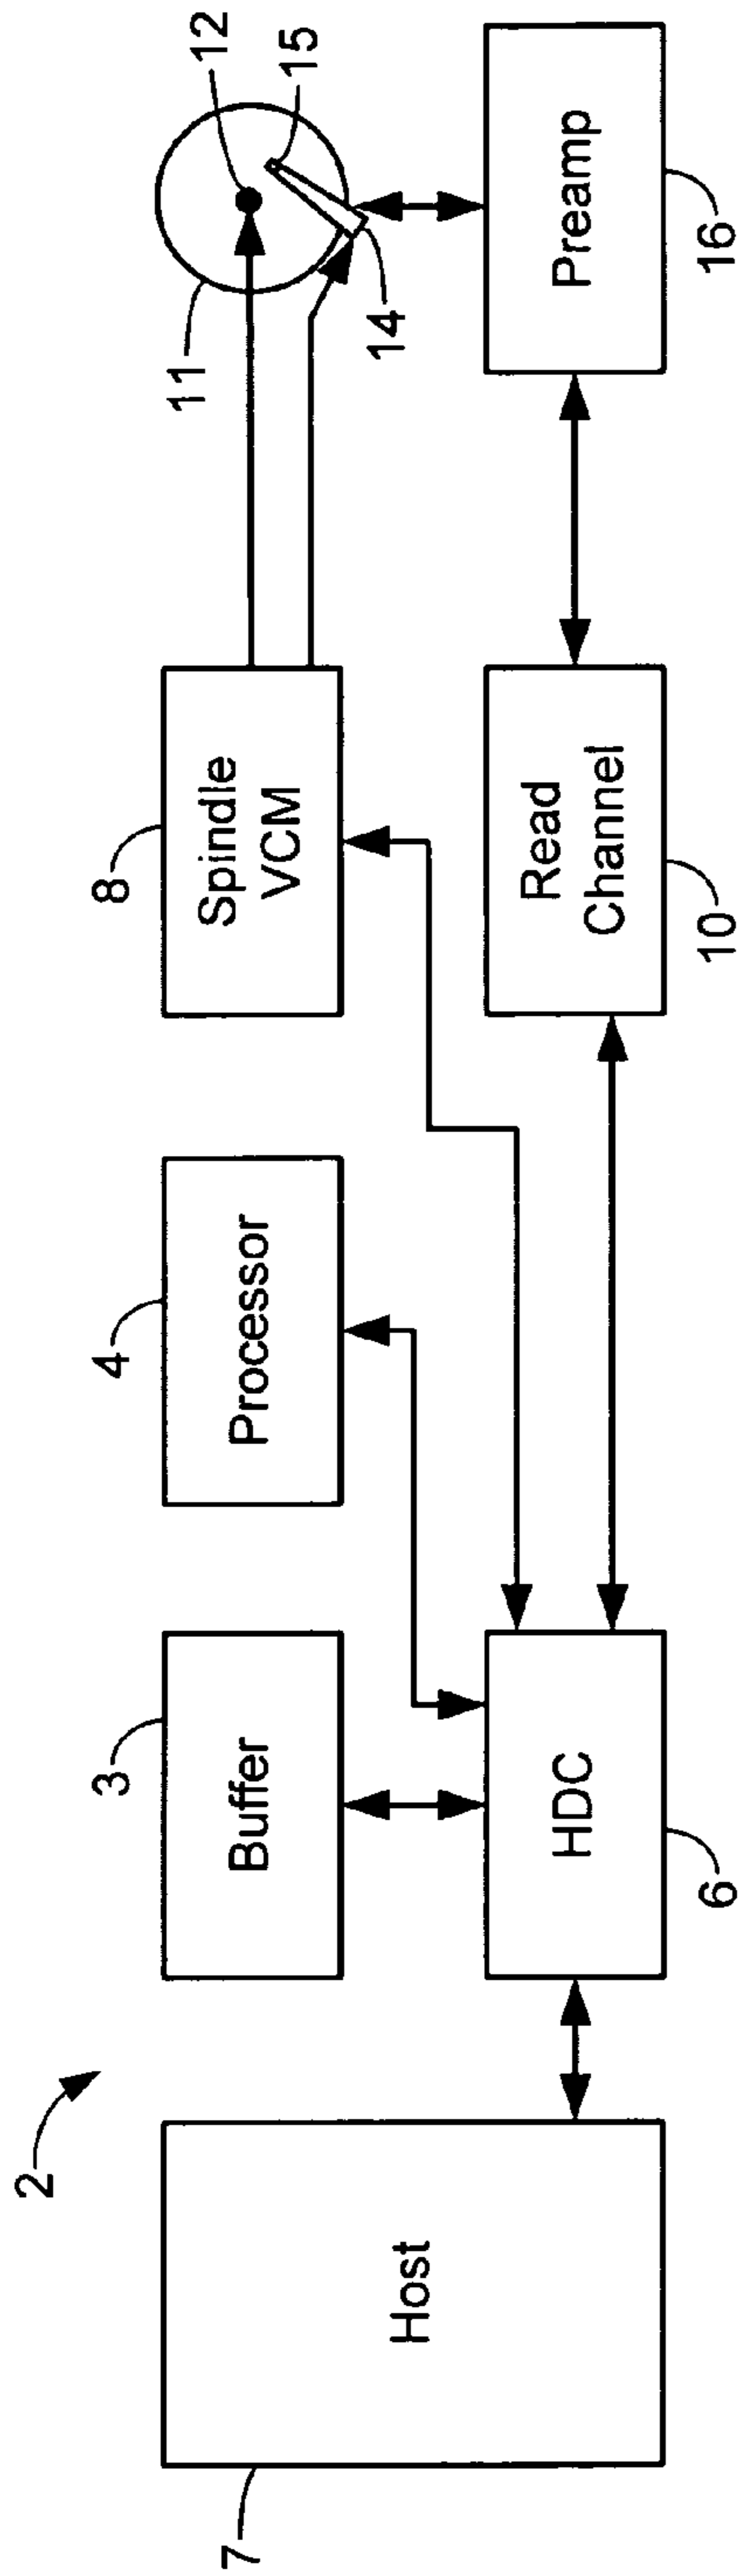 2
7
Host
3
Buffer
HDC
6
4
Processor
8
Spindle
VCM
Read
Channel
10
11
12
15
14
Preamp
16